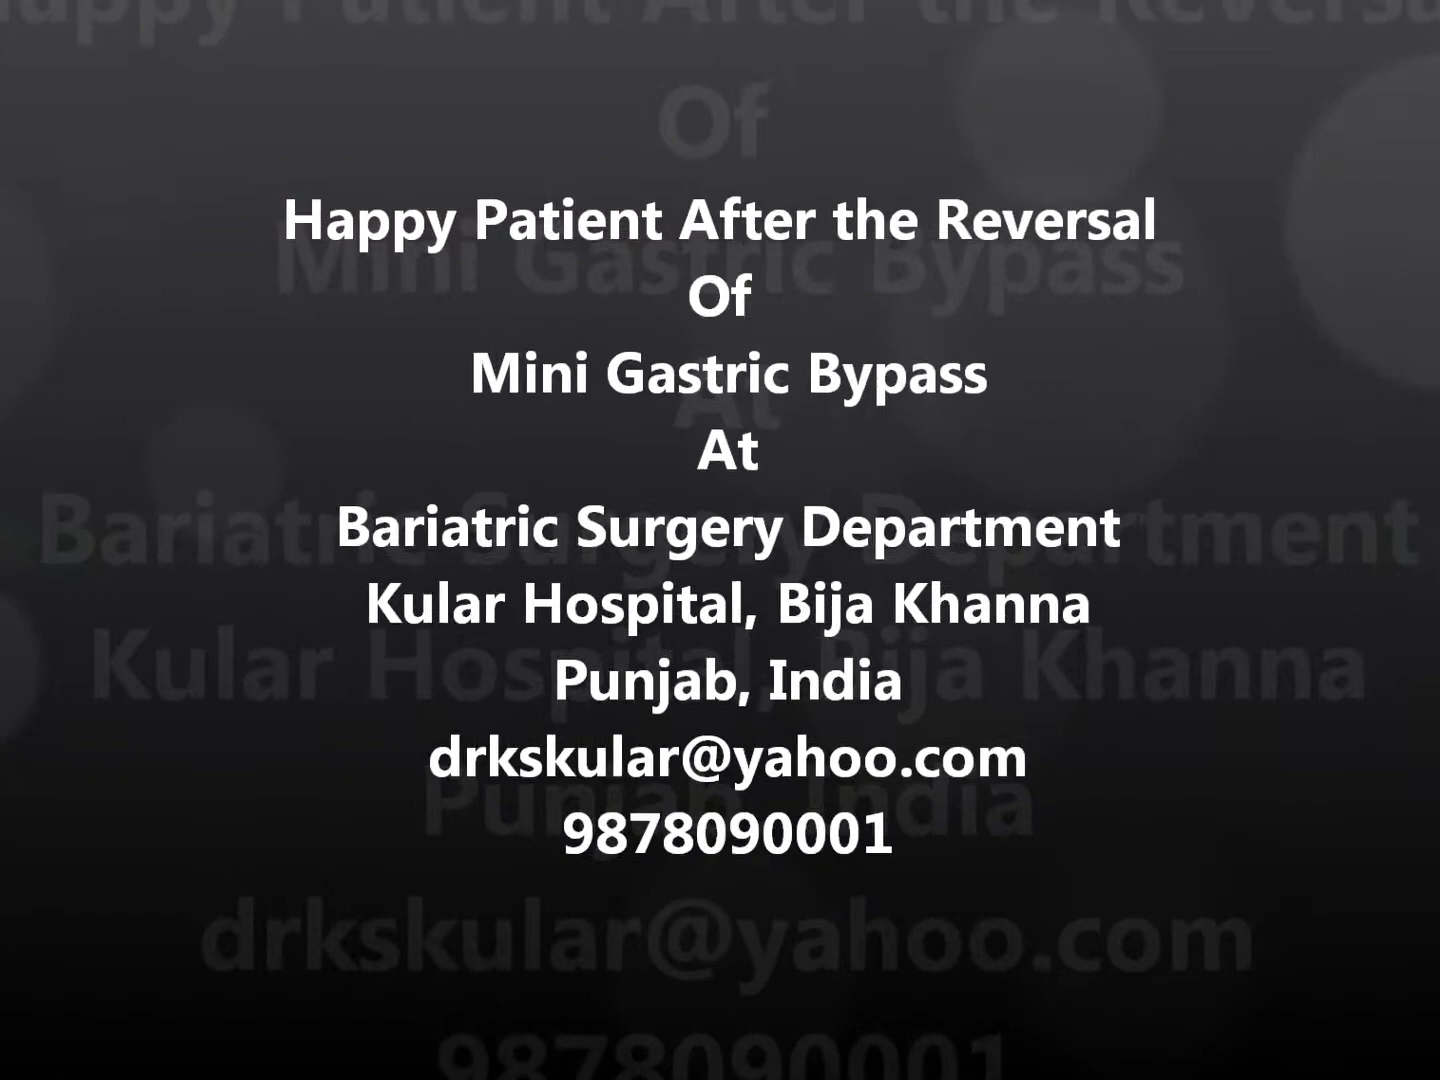 Happy Patient After the Reversal
Of
Mini Gastric Bypass
At
Bariatric Surgery Department
Kular Hospital, Bija Khanna
Punjab, India
drkskular@yahoo.com
9878090001